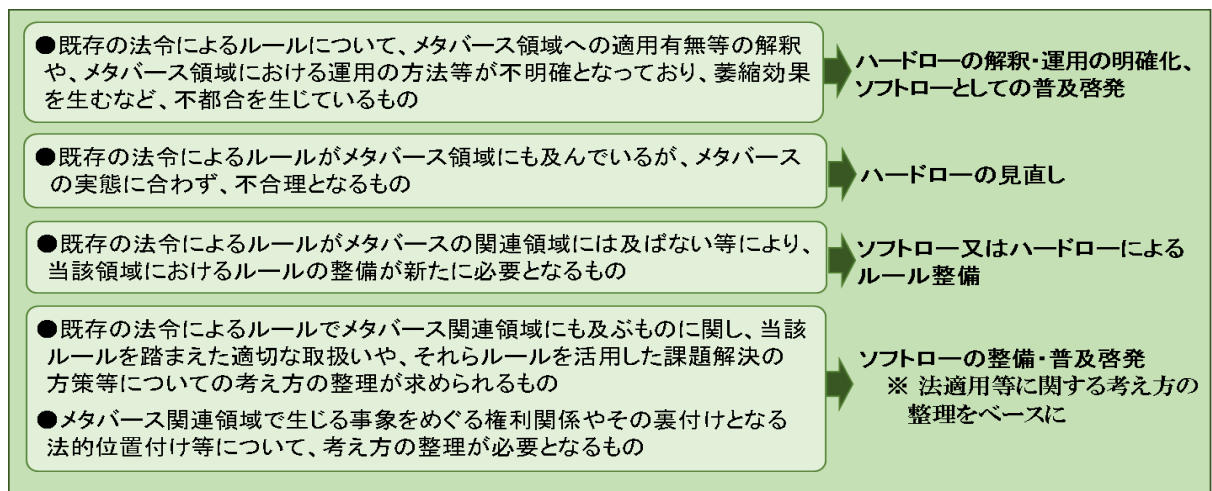 ●既存の法令によるルールについて、メタバース領域への適用有無等の解釈
や、メタバース領域における運用の方法等が不明確となっており、萎縮効果
を生むなど、不都合を生じているもの
ハードローの解釈・運用の明確化、
ソフトローとしての普及啓発
●既存の法令によるルールがメタバース領域にも及んでいるが、メタバース
の実態に合わず、不合理となるもの
ハードローの見直し
●既存の法令によるルールがメタバースの関連領域には及ばない等により、
当該領域におけるルールの整備が新たに必要となるもの
ソフトロー又はハードローによる
ルール整備
●既存の法令によるルールでメタバース関連領域にも及ぶものに関し、当該
ルールを踏まえた適切な取扱いや、それらルールを活用した課題解決の
方策等についての考え方の整理が求められるもの
●メタバース関連領域で生じる事象をめぐる権利関係やその裏付けとなる
法的位置付け等について、考え方の整理が必要となるもの
ソフトローの整備・普及啓発
※ 法適用等に関する考え方の
整理をベースに